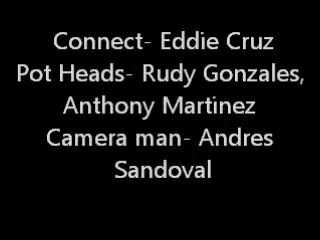 Connect- Eddie Cruz
Pot Heads- Rudy Gonzales,
Anthony Martinez
Camera man- Andres
Sandoval